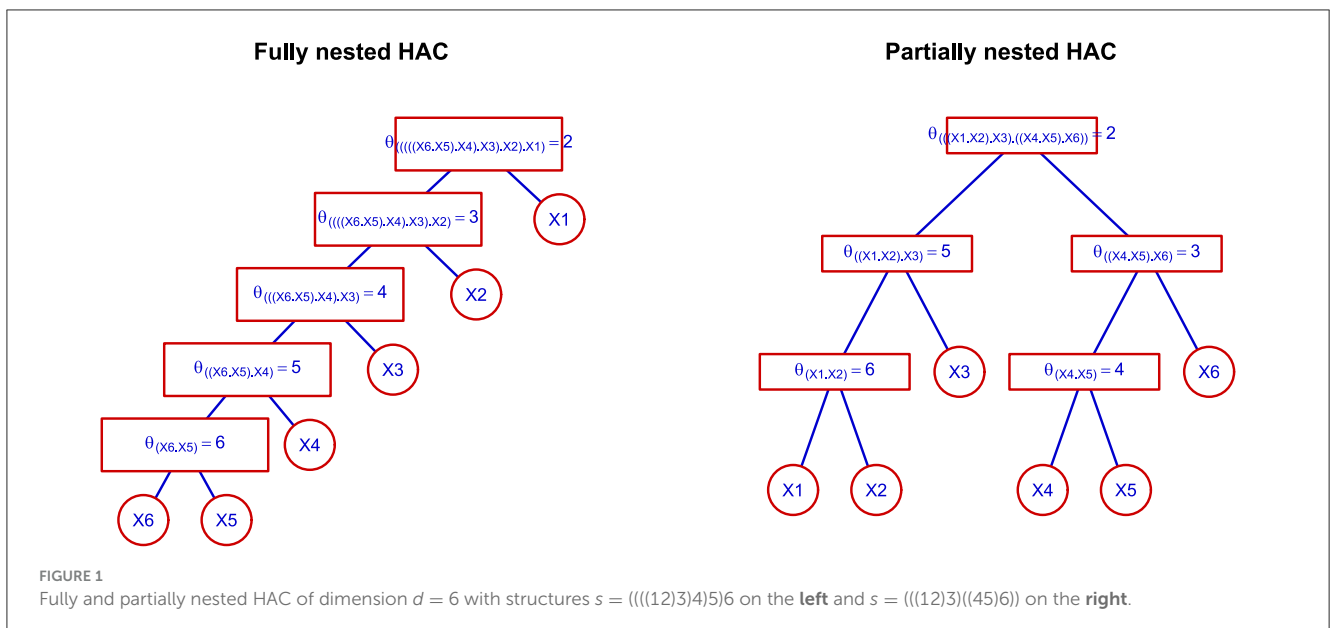 Fully nested HAC
θ(((((X6.X5).X4).X3).X2).X1) = 2
θ((((X6.X5).X4).X3).X2) = 3
X1
θ(((X6.X5).X4).X3) = 4
X2
θ((X6.X5).X4) = 5
X3
θ(X6.X5) = 6
X4
X6
X5
Partially nested HAC
θ(((X1.X2).X3).((X4.X5).X6)) = 2
θ((X1.X2).X3) = 5
θ((X4.X5).X6) = 3
θ(X1.X2) = 6
X3
θ(X4.X5) = 4
X6
X1
X2
X4
X5
FIGURE 1
Fully and partially nested HAC of dimension d = 6 with structures s = ((((12)3)4)5)6 on the left and s = (((12)3)((45)6)) on the right.